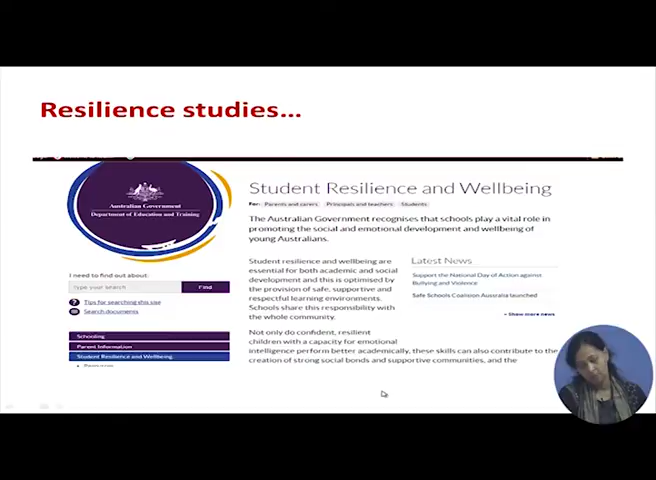 Resilience studies...
Australian Government
Department of Education and Training
Student Resilience and Wellbeing
For: Parents and carers Principals and teachers Students
The Australian Government recognises that schools play a vital role in
promoting the social and emotional development and wellbeing of
young Australians.
I need to find out about:
Type your search Find
Tips for searching this site
Search documents
Schooling
Parent Information
Student Resilience and Wellbeing
Student resilience and wellbeing are
essential for both academic and social
development and this is optimised by
the provision of safe, supportive and
respectful learning environments.
Schools share this responsibility with
the whole community.
Latest News
Support the National Day of Action against
Bullying and Violence
Safe Schools Coalition Australia launched
+ Show more news
Not only do confident, resilient
children with a capacity for emotional
intelligence perform better academically, these skills can also contribute to the
creation of strong social bonds and supportive communities, and the